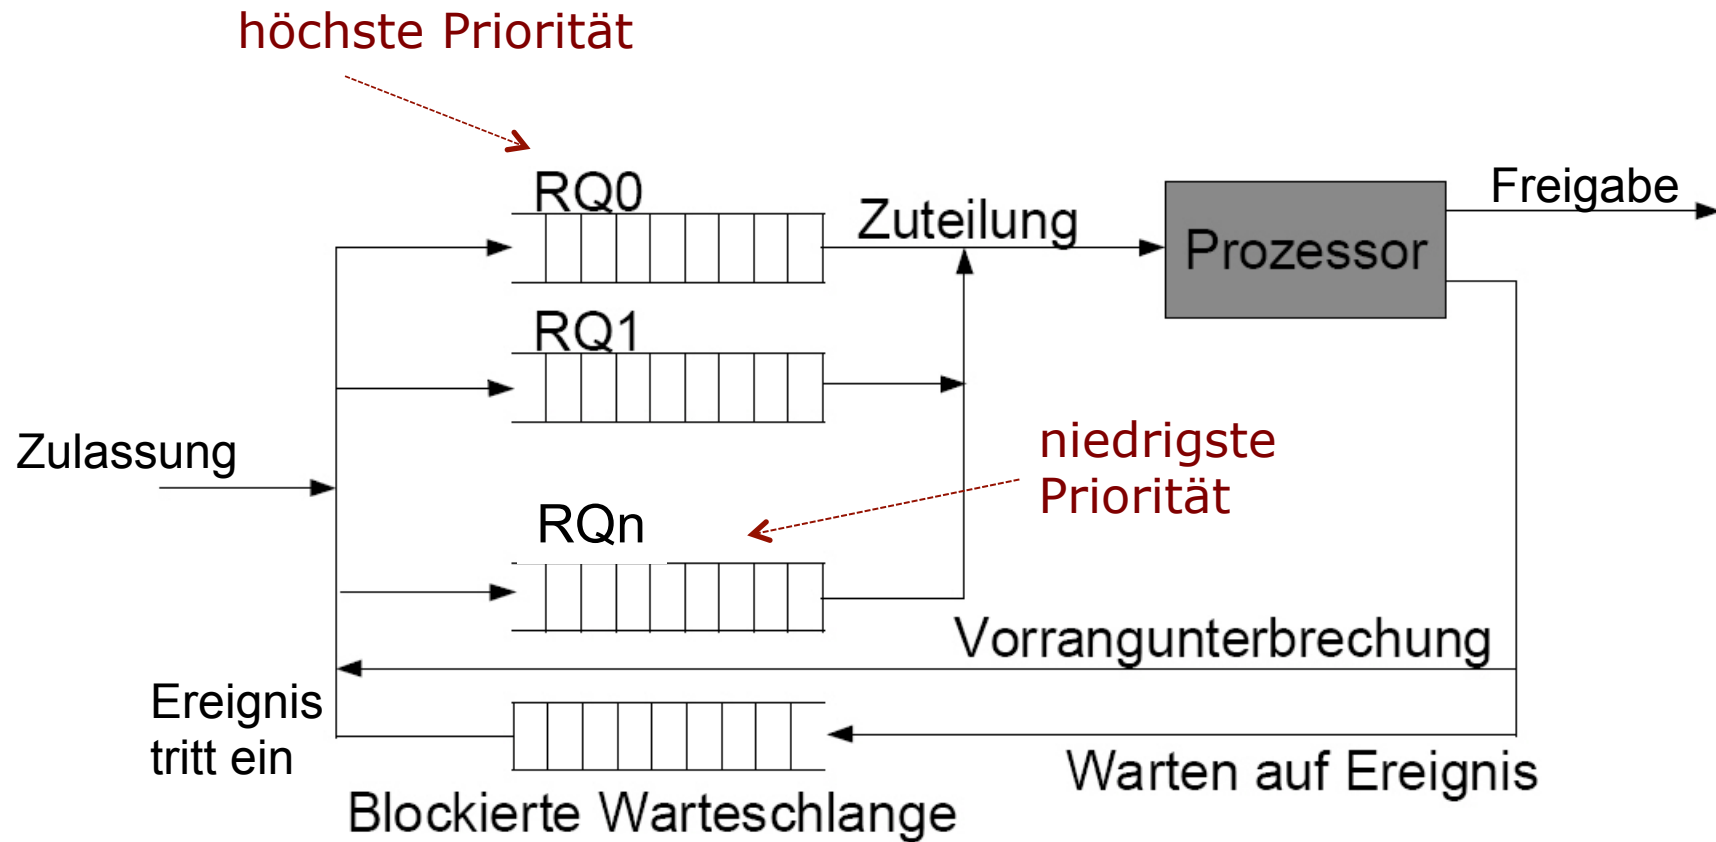 höchste Priorität
RQ0
Zuteilung
Freigabe
Prozessor
RQ1
Zulassung
niedrigste
Priorität
RQn
Vorrangunterbrechung
Ereignis
tritt ein
Warten auf Ereignis
Blockierte Warteschlange